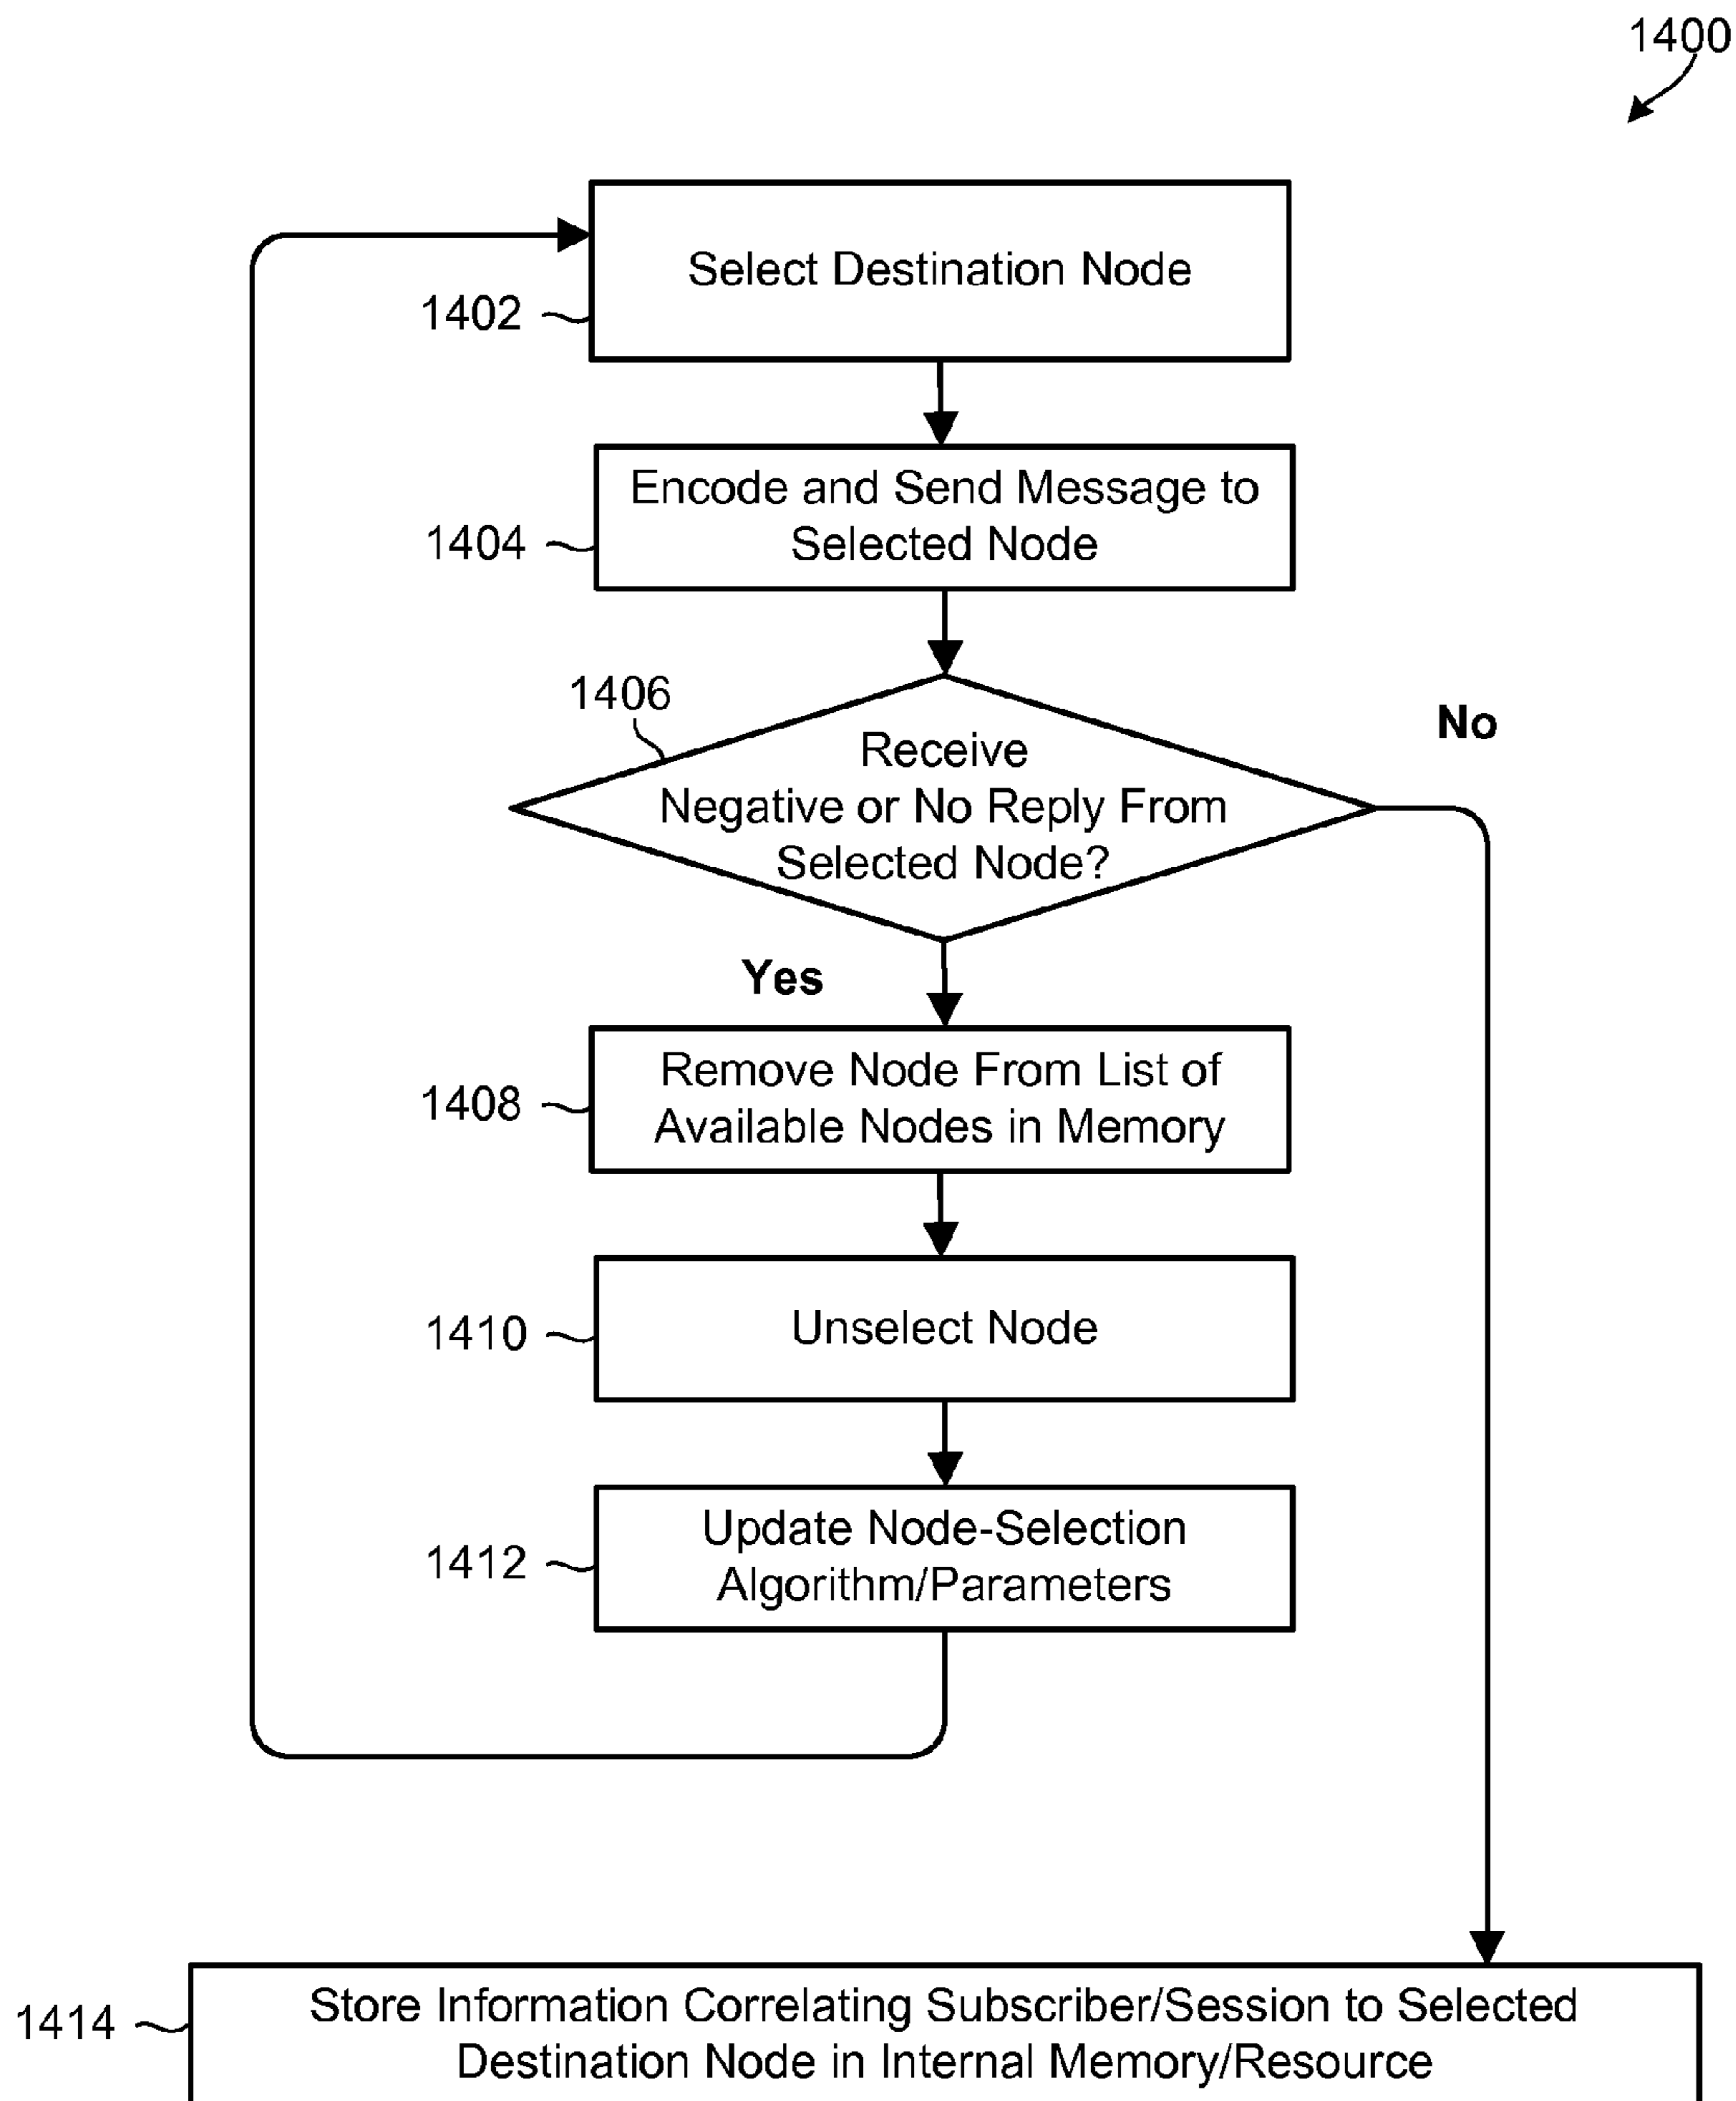 1400
Select Destination Node
1402
Encode and Send Message to
Selected Node
1404
1406
Receive
Negative or No Reply From
Selected Node?
No
Yes
Remove Node From List of
Available Nodes in Memory
1408
Unselect Node
1410
Update Node-Selection
Algorithm/Parameters
1412
Store Information Correlating Subscriber/Session to Selected
Destination Node in Internal Memory/Resource
1414